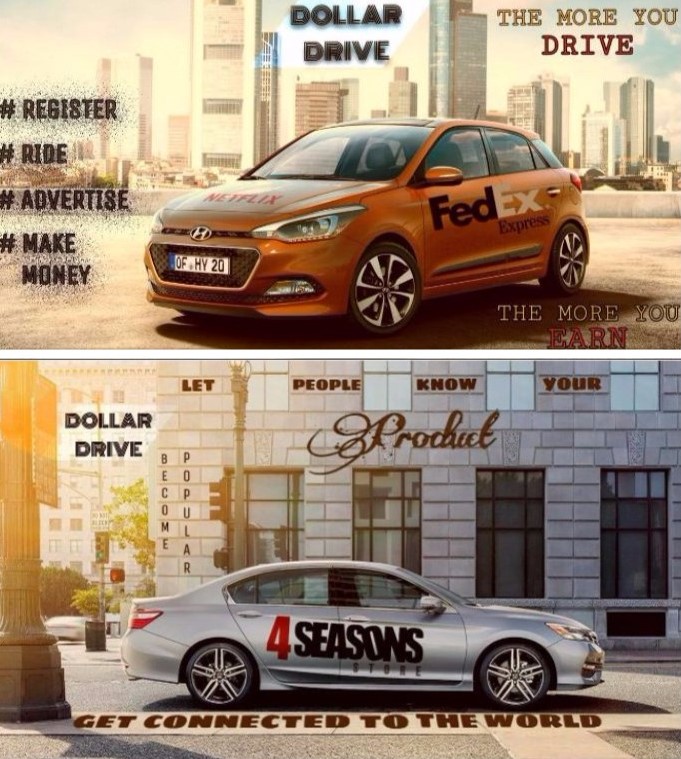 DOLLAR
DRIVE
THE MORE YOU
DRIVE
# REGISTER
# RIDE
# ADVERTISE
# MAKE
MONEY
NETFLIX
FedEx
Express
OF HY 20
THE MORE YOU
EARN
LET PEOPLE KNOW YOUR
Product
DOLLAR
DRIVE
BECOME
POPULAR
4 SEASONS
STORE
GET CONNECTED TO THE WORLD